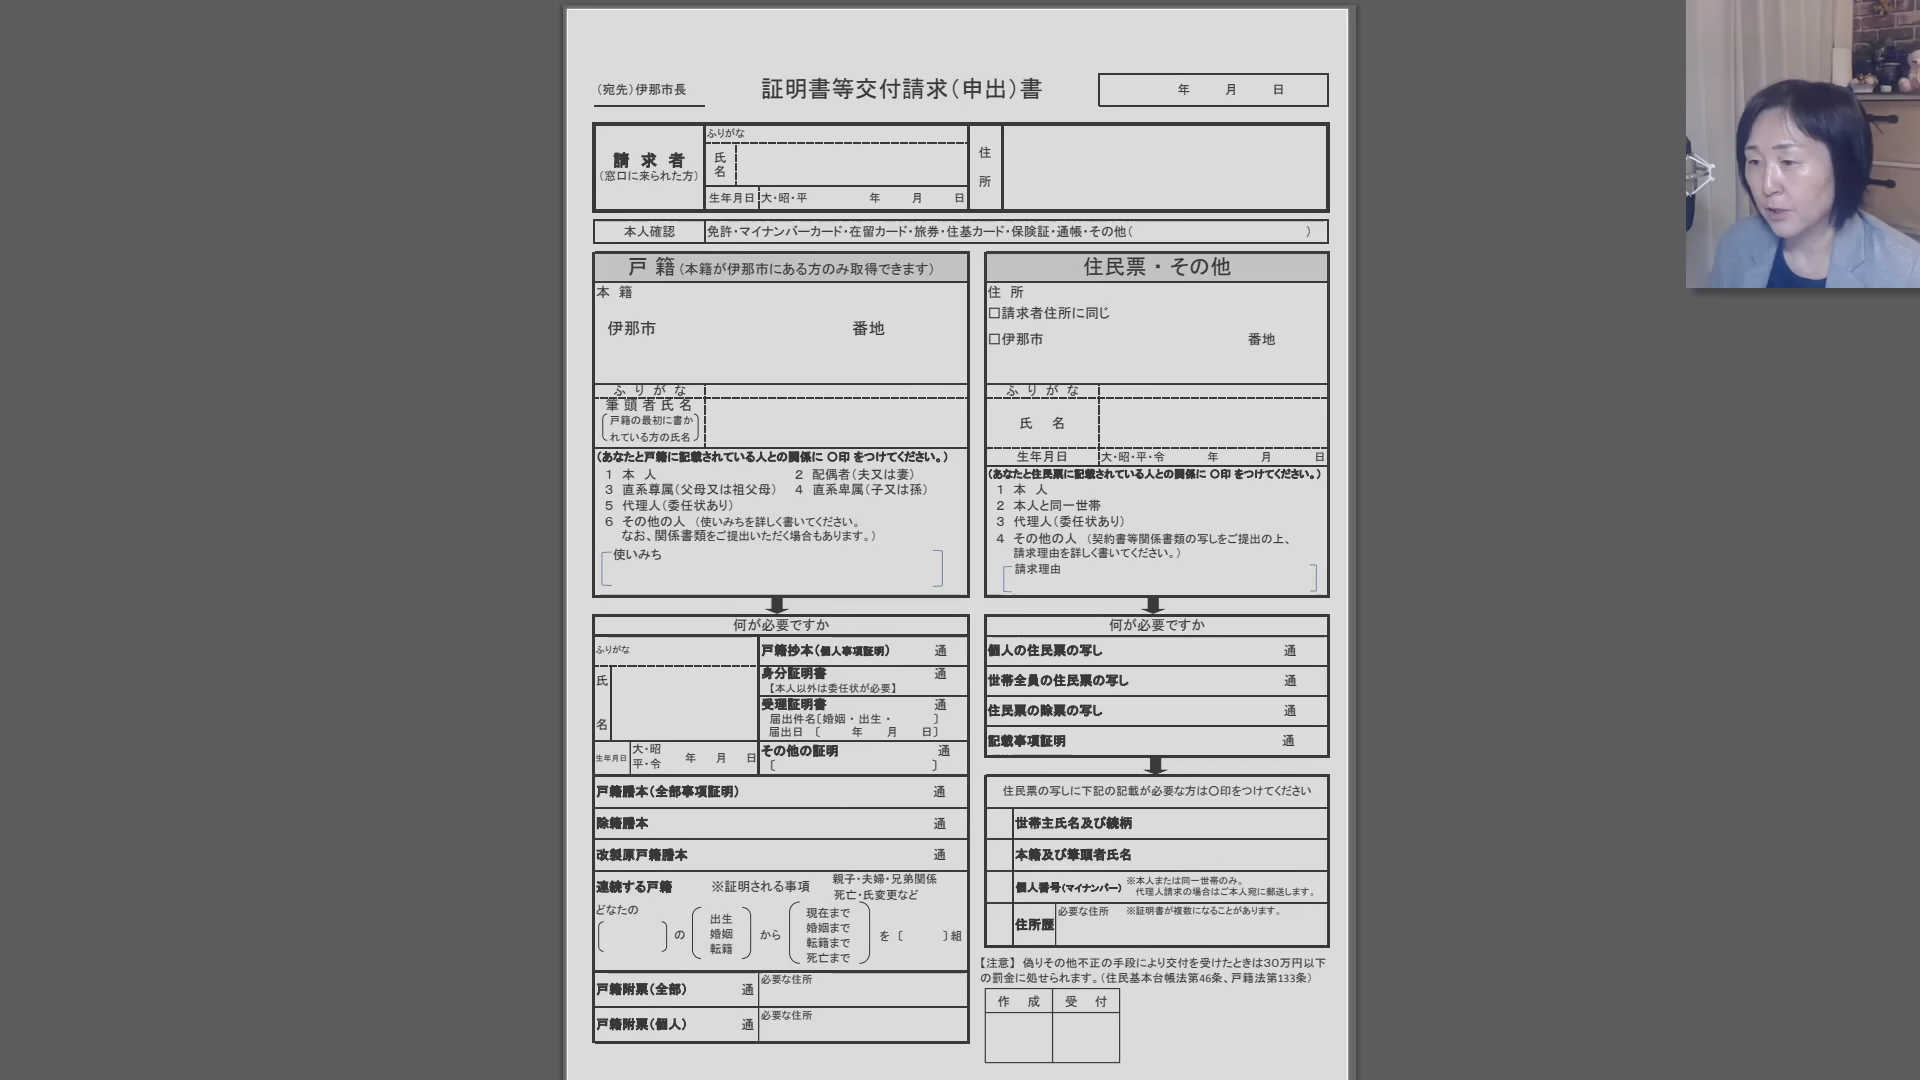 （宛先）伊那市長
証明書等交付請求（申出）書
年 月 日
請求者
（窓口に来られた方）
ふりがな
氏名
生年月日 大・昭・平 年 月 日
住所
本人確認 免許・マイナンバーカード・在留カード・旅券・住基カード・保険証・通帳・その他（ ）
戸籍（本籍が伊那市にある方のみ取得できます）
本籍
伊那市 番地
ふりがな
筆頭者氏名
戸籍の最初に書か
れている方の氏名
（あなたと戸籍に記載されている人との関係に 〇印 をつけてください。）
1 本人 2 配偶者（夫又は妻）
3 直系尊属（父母又は祖父母） 4 直系卑属（子又は孫）
5 代理人（委任状あり）
6 その他の人 （使いみちを詳しく書いてください。
なお、関係書類をご提出いただく場合もあります。）
使いみち
何が必要ですか
ふりがな
氏名
生年月日 大・昭 平・令 年 月 日
戸籍抄本（個人事項証明） 通
身分証明書 通
【本人以外は委任状が必要】
受理証明書 通
届出件名〔婚姻・出生・ 〕
届出日 〔 年 月 日〕
その他の証明 通
〔 〕
戸籍謄本（全部事項証明） 通
除籍謄本 通
改製原戸籍謄本 通
連続する戸籍 ※証明される事項 親子・夫婦・兄弟関係
死亡・氏変更など
どなたの
の 出生 婚姻 転籍 から 現在まで 婚姻まで 転籍まで 死亡まで を〔 〕組
戸籍附票（全部） 通 必要な住所
戸籍附票（個人） 通 必要な住所
住民票・その他
住所
□請求者住所に同じ
□伊那市 番地
ふりがな
氏名
生年月日 大・昭・平・令 年 月 日
（あなたと住民票に記載されている人との関係に 〇印 をつけてください。）
1 本人
2 本人と同一世帯
3 代理人（委任状あり）
4 その他の人 （契約書等関係書類の写しをご提出の上、
請求理由を詳しく書いてください。）
請求理由
何が必要ですか
個人の住民票の写し 通
世帯全員の住民票の写し 通
住民票の除票の写し 通
記載事項証明 通
住民票の写しに下記の記載が必要な方は〇印をつけてください
世帯主氏名及び続柄
本籍及び筆頭者氏名
個人番号（マイナンバー） ※本人または同一世帯のみ。
代理人請求の場合はご本人宛に郵送します。
住所歴 必要な住所 ※証明書が複数になることがあります。
【注意】 偽りその他不正の手段により交付を受けたときは30万円以下
の罰金に処せられます。（住民基本台帳法第46条、戸籍法第133条）
作成 受付